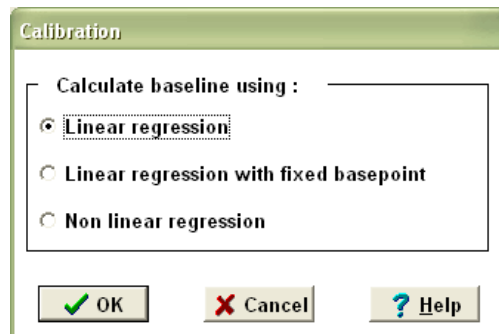 Calibration
Calculate baseline using :
Linear regression
Linear regression with fixed basepoint
Non linear regression
OK Cancel ? Help